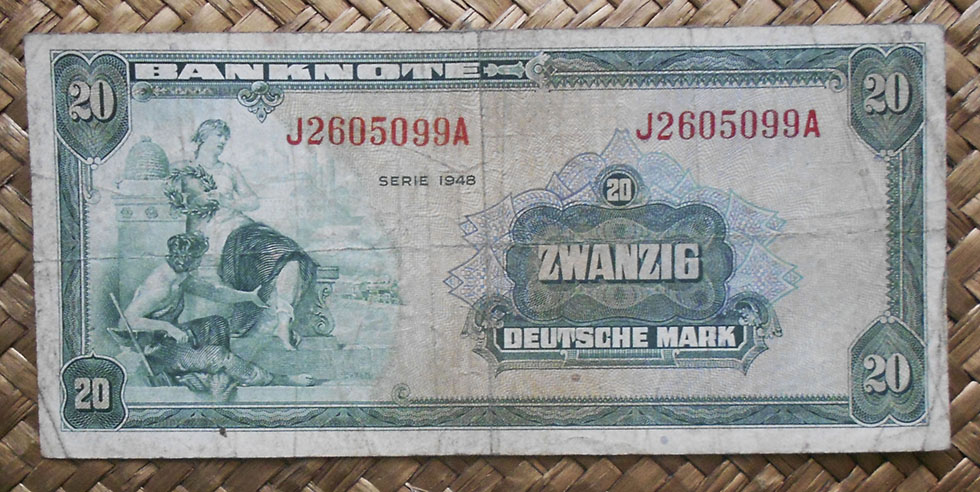 BANKNOTE
20
20
J2605099A
J2605099A
SERIE 1948
20
ZWANZIG
DEUTSCHE MARK
20
20